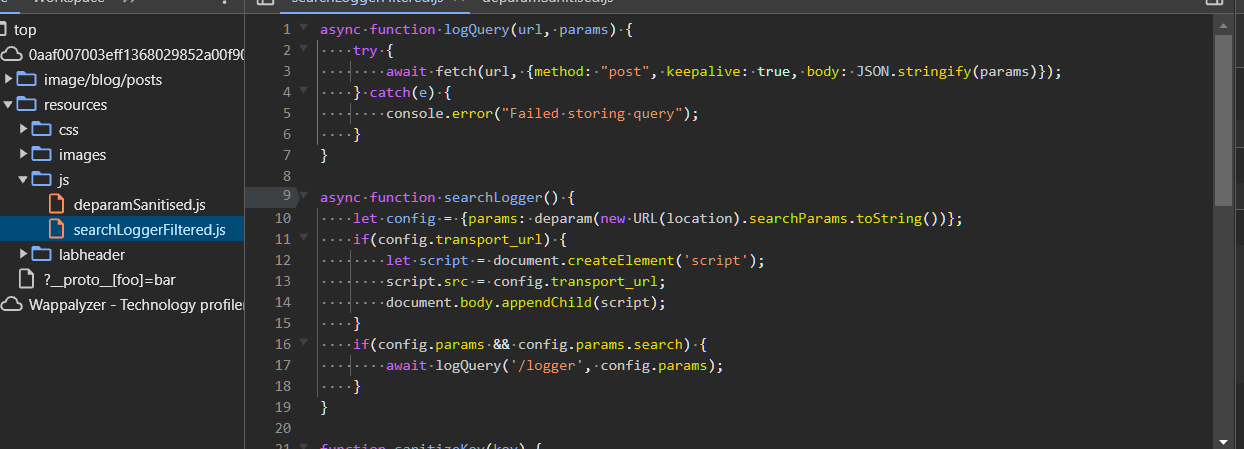 Workspace
searchLoggerFiltered.js
deparamSanitised.js
top
0aaf007003eff1368029852a00f90
image/blog/posts
resources
css
images
js
deparamSanitised.js
searchLoggerFiltered.js
labheader
?__proto__[foo]=bar
Wappalyzer - Technology profiler
1 async function logQuery(url, params) {
2 try {
3 await fetch(url, {method: "post", keepalive: true, body: JSON.stringify(params)});
4 } catch(e) {
5 console.error("Failed storing query");
6 }
7 }
8
9 async function searchLogger() {
10 let config = {params: deparam(new URL(location).searchParams.toString())};
11 if(config.transport_url) {
12 let script = document.createElement('script');
13 script.src = config.transport_url;
14 document.body.appendChild(script);
15 }
16 if(config.params && config.params.search) {
17 await logQuery('/logger', config.params);
18 }
19 }
20
21 function sanitizeKey(key) {